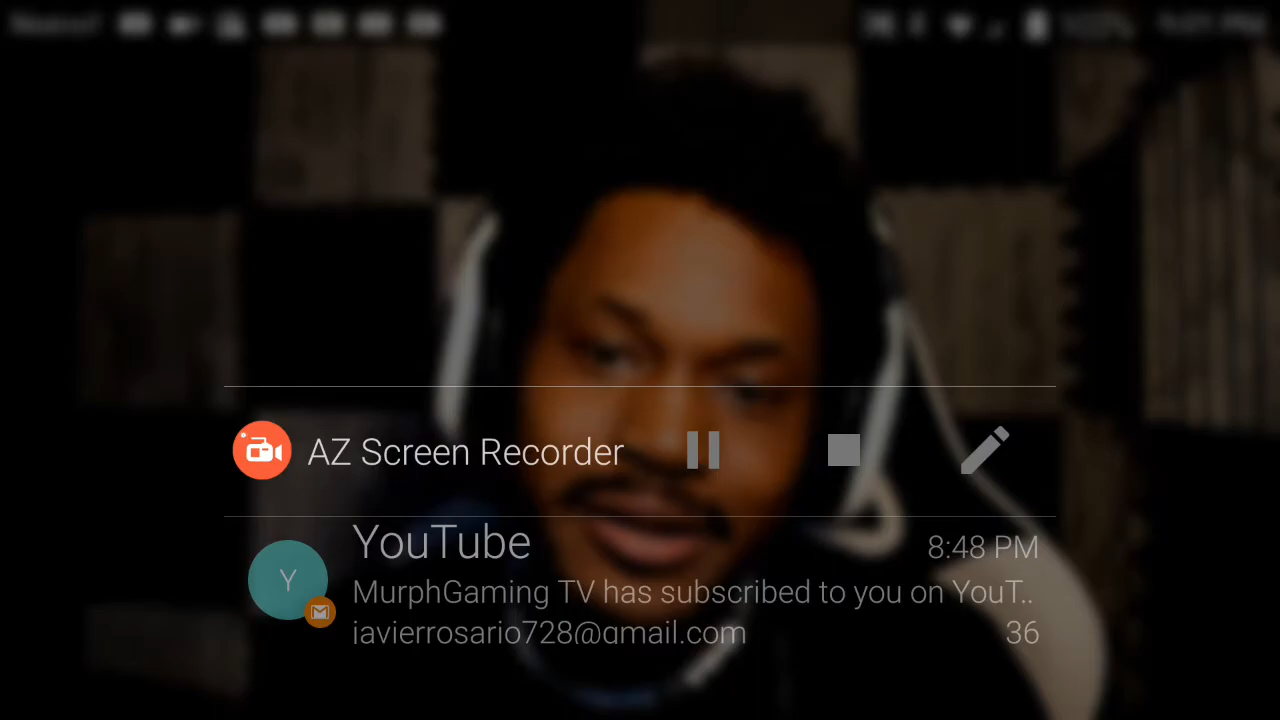 AZ Screen Recorder
Y
YouTube
8:48 PM
MurphGaming TV has subscribed to you on YouT..
javierrosario728@gmail.com
36